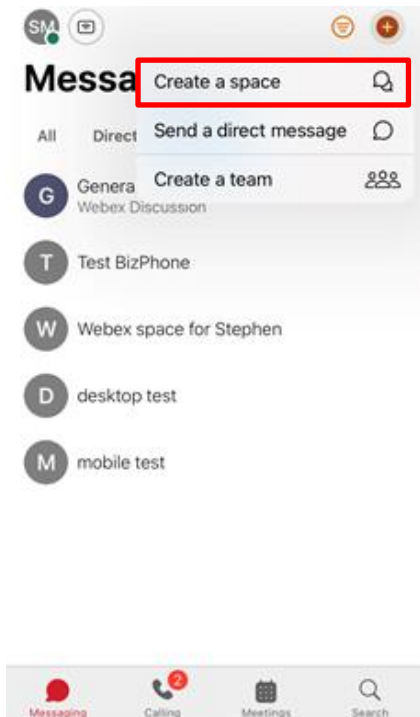 SM
Messa
Create a space
All Direct
Send a direct message
G
Genera
Create a team
Webex Discussion
T
Test BizPhone
W
Webex space for Stephen
D
desktop test
M
mobile test
2
Messaging Calling Meetings Search